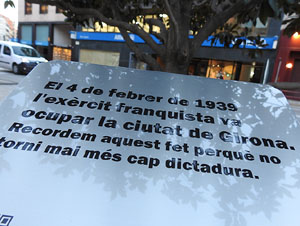 El 4 de febrer de 1939
l'exèrcit franquista va
ocupar la ciutat de Girona.
Recordem aquest fet perquè no
torni mai més cap dictadura.